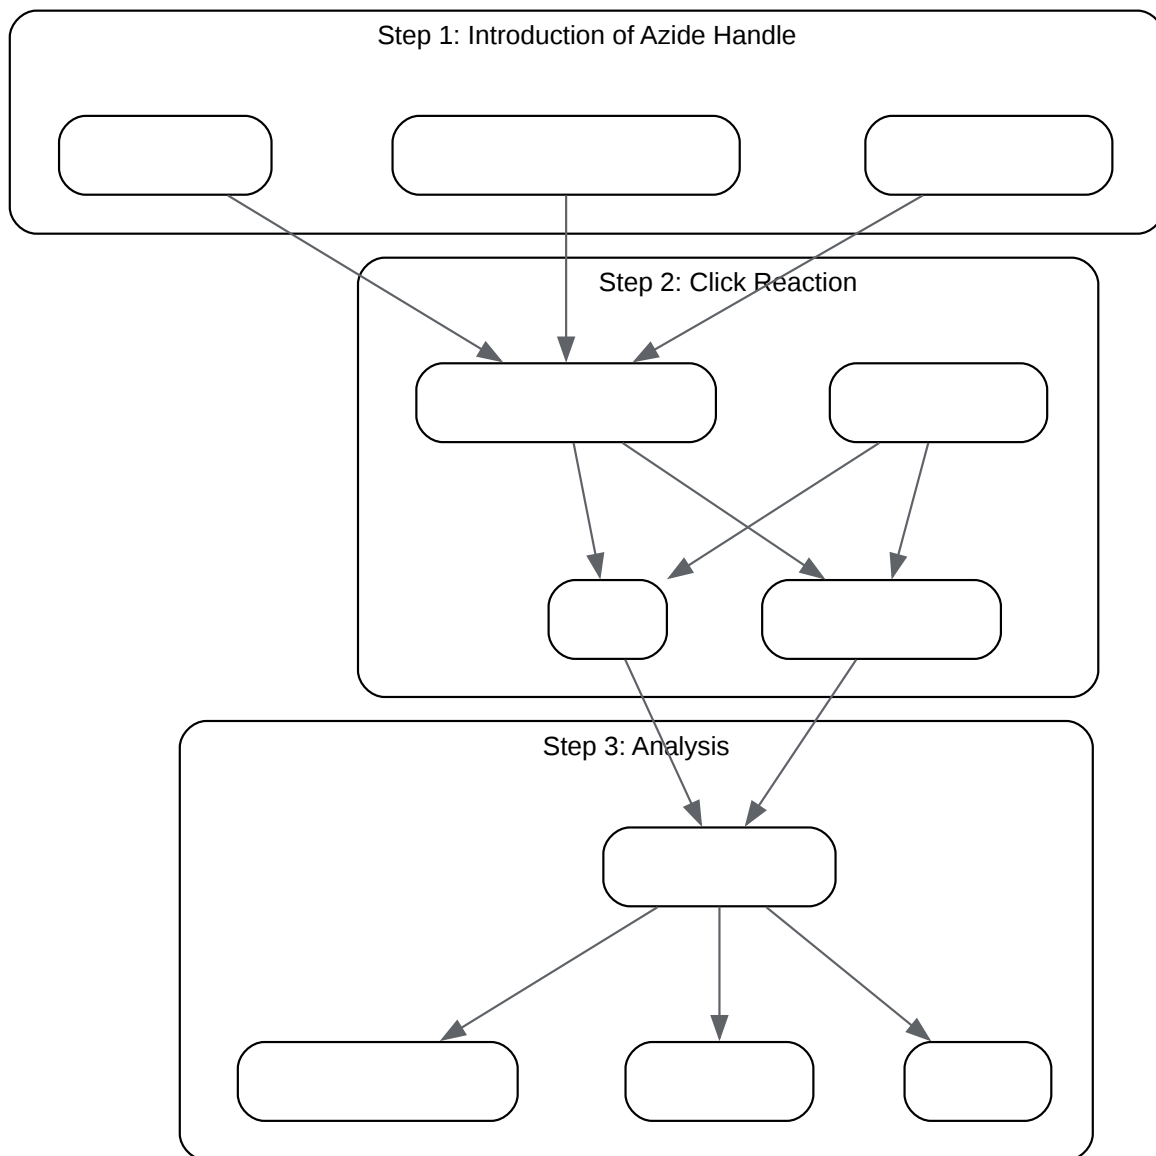 Step 1: Introduction of Azide Handle
Step 2: Click Reaction
Step 3: Analysis